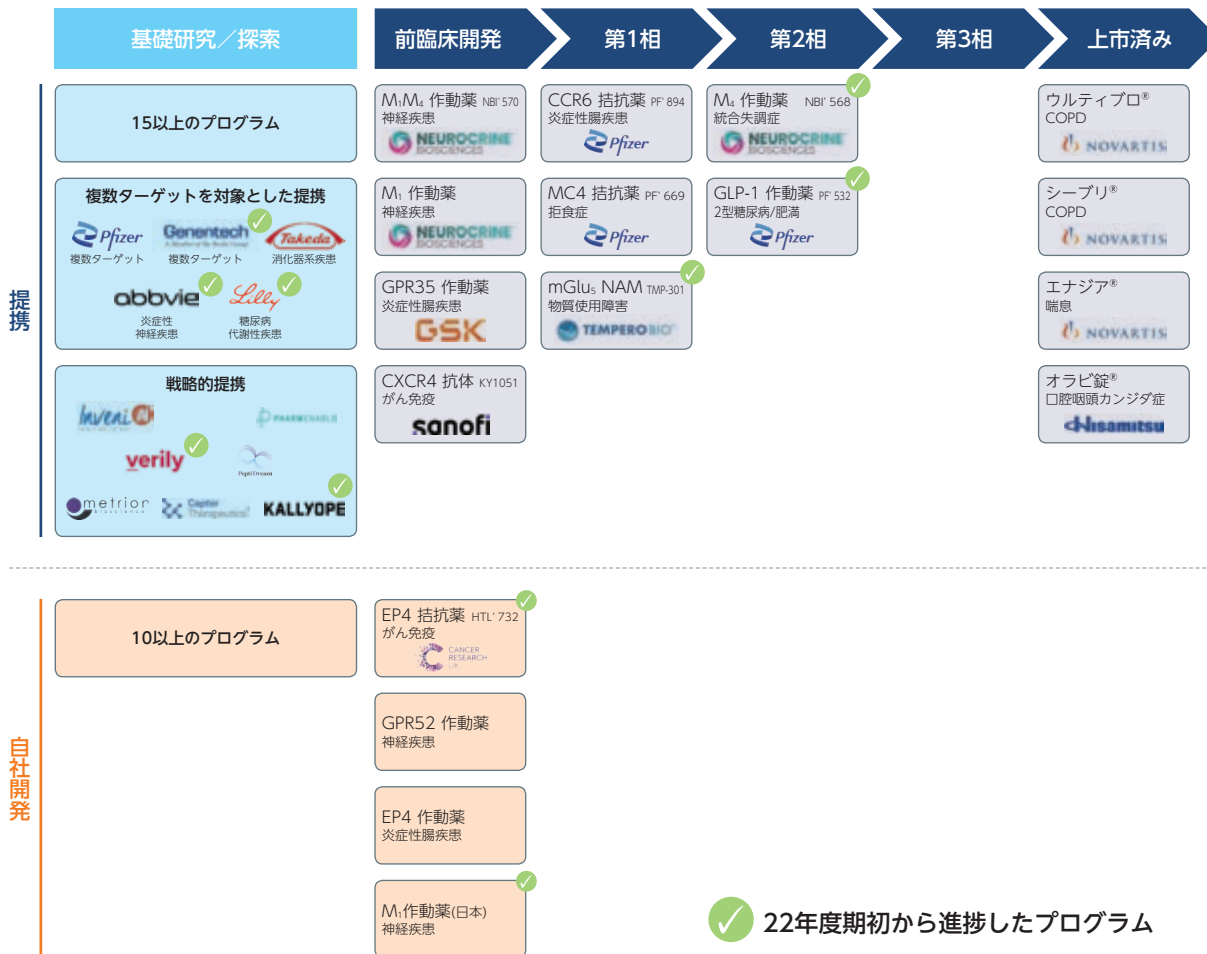 基礎研究／探索
前臨床開発
第1相
第2相
第3相
上市済み
提携
15以上のプログラム
複数ターゲットを対象とした提携
Pfizer
複数ターゲット
Genentech
複数ターゲット
Takeda
消化器系疾患
abbvie
炎症性
神経疾患
Lilly
糖尿病
代謝性疾患
戦略的提携
PHARMENABLE
verily
PeptiDream
metrion
BIOSCIENCES
Captor
Therapeutics
KALLYOPE
M₁M₄ 作動薬 NBI' 570
神経疾患
NEUROCRINE
BIOSCIENCES
M₁ 作動薬
神経疾患
NEUROCRINE
BIOSCIENCES
GPR35 作動薬
炎症性腸疾患
GSK
CXCR4 抗体 KY1051
がん免疫
sanofi
CCR6 拮抗薬 PF' 894
炎症性腸疾患
Pfizer
MC4 拮抗薬 PF' 669
拒食症
Pfizer
mGlu₅ NAM TMP-301
物質使用障害
TEMPERO BIO
M₄ 作動薬 NBI' 568
統合失調症
NEUROCRINE
BIOSCIENCES
GLP-1 作動薬 PF' 532
2型糖尿病/肥満
Pfizer
ウルティブロ®
COPD
NOVARTIS
シーブリ®
COPD
NOVARTIS
エナジア®
喘息
NOVARTIS
オラビ錠®
口腔咽頭カンジダ症
Hisamitsu
自社開発
10以上のプログラム
EP4 拮抗薬 HTL' 732
がん免疫
CANCER
RESEARCH
UK
GPR52 作動薬
神経疾患
EP4 作動薬
炎症性腸疾患
M₁作動薬(日本)
神経疾患
22年度期初から進捗したプログラム